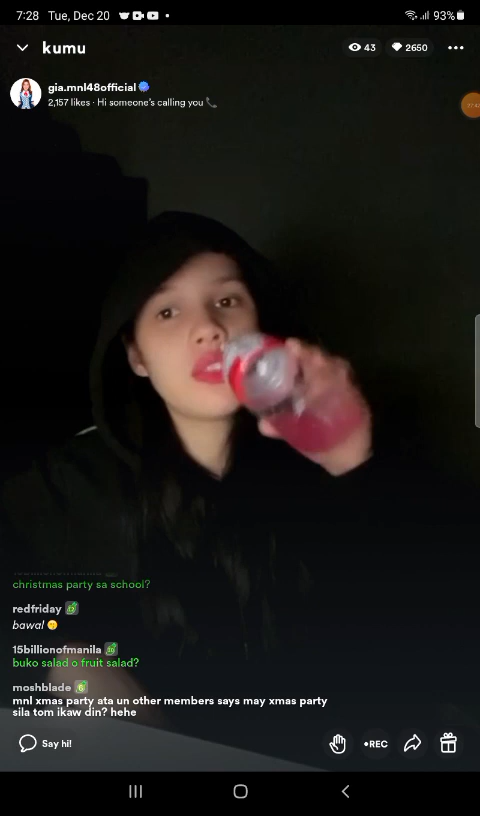 7:28 Tue, Dec 20 93%
kumu 43 2650
gia.mnl48official
2,157 likes · Hi someone's calling you
christmas party sa school?
redfriday
bawal
15billionofmanila
buko salad o fruit salad?
moshblade 6
mnl xmas party ata un other members says may xmas party
sila tom ikaw din? hehe
Say hi! •REC